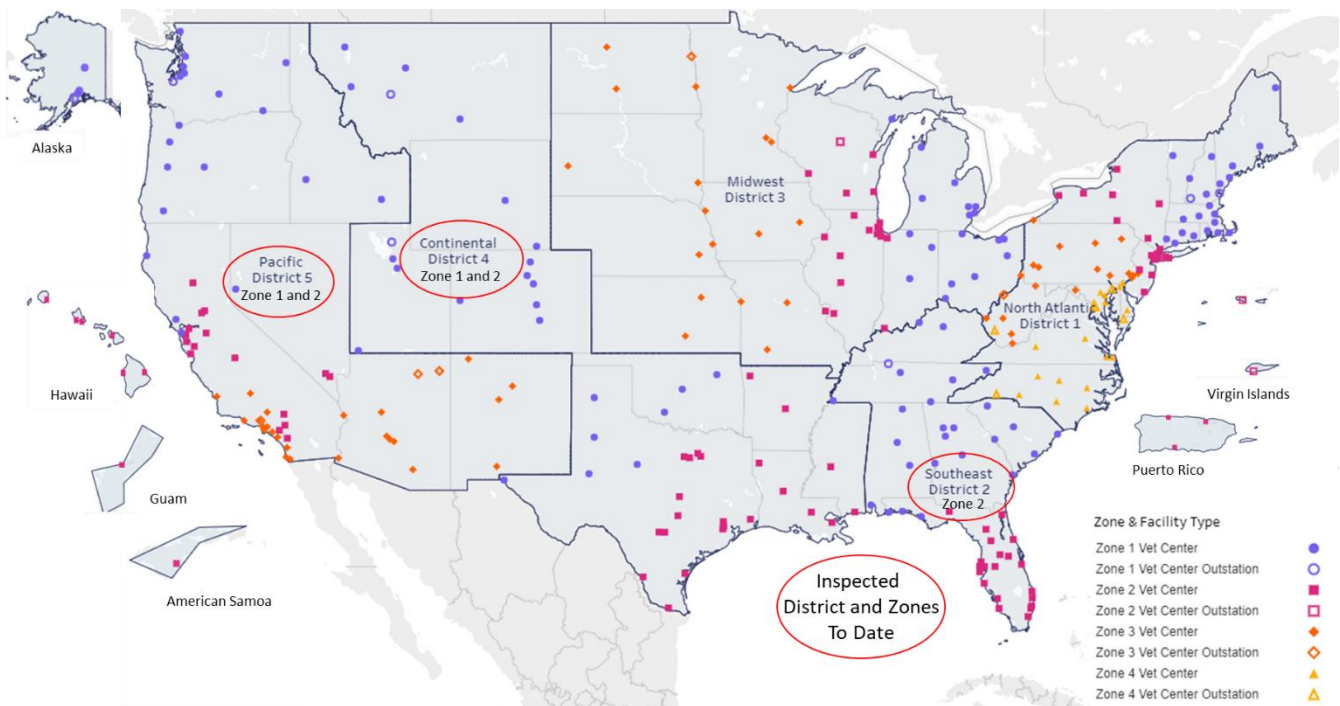 Alaska
Midwest
District 3
Continental
District 4
Zone 1 and 2
Pacific
District 5
Zone 1 and 2
North Atlantic
District 1
Hawaii
Virgin Islands
Puerto Rico
Southeast
District 2
Zone 2
Guam
American Samoa
Inspected
District and Zones
To Date
Zone & Facility Type
Zone 1 Vet Center
Zone 1 Vet Center Outstation
Zone 2 Vet Center
Zone 2 Vet Center Outstation
Zone 3 Vet Center
Zone 3 Vet Center Outstation
Zone 4 Vet Center
Zone 4 Vet Center Outstation